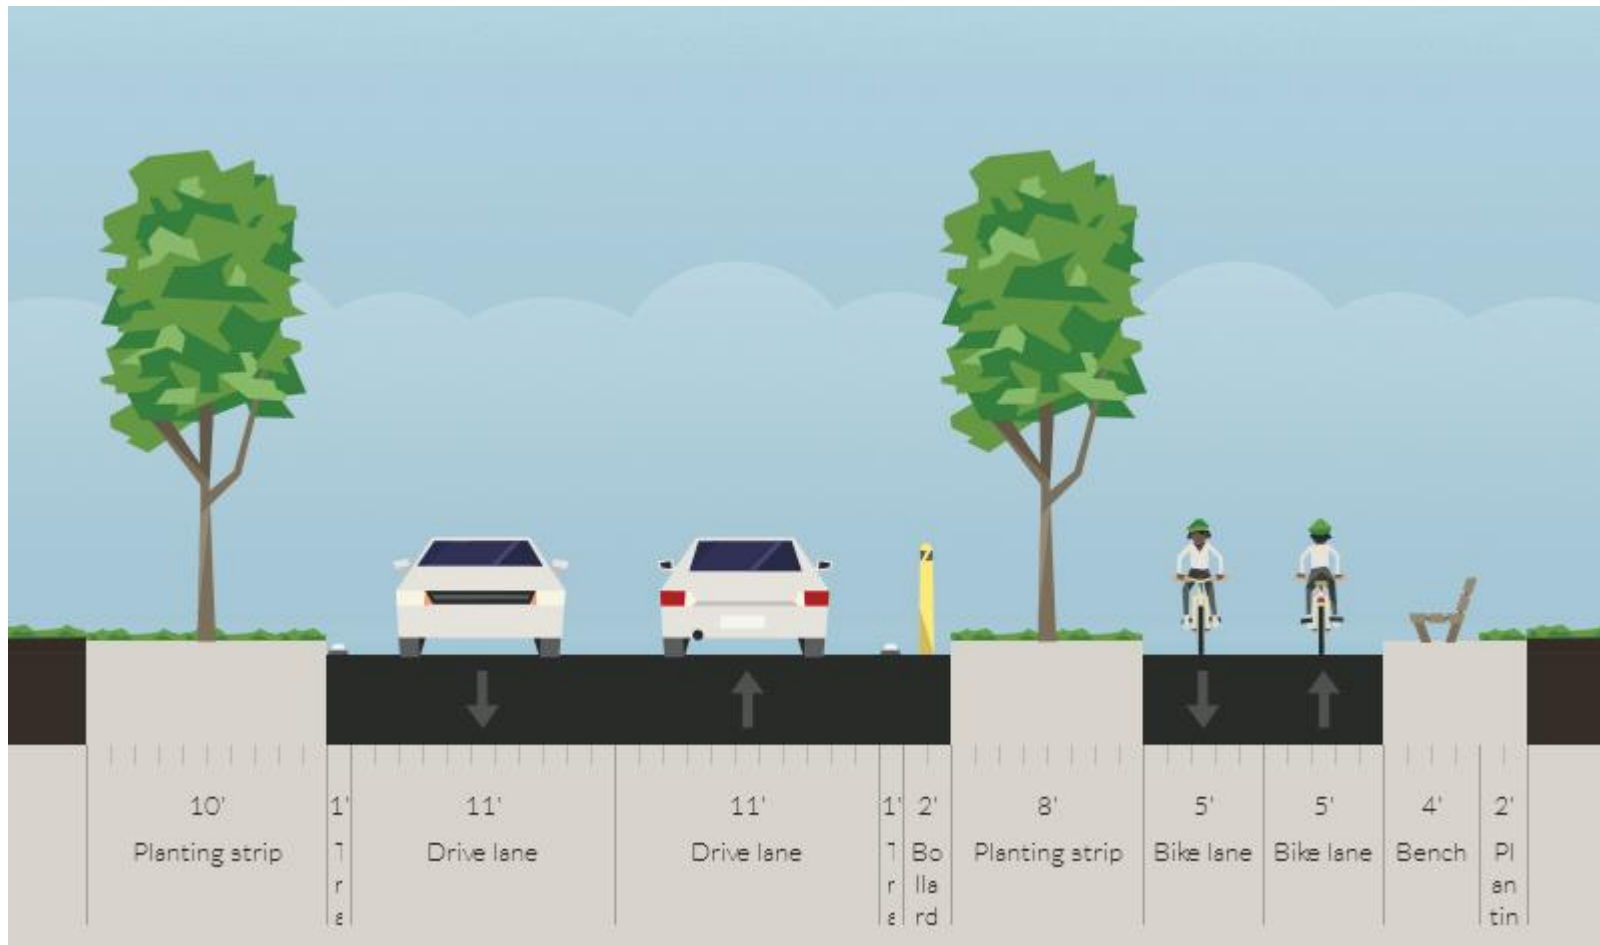 10' 1' 11' 11' 1' 2' 8' 5' 5' 4' 2'
Planting strip Drive lane Drive lane Bo Planting strip Bike lane Bike lane Bench Pl
r r lla an
rd tin